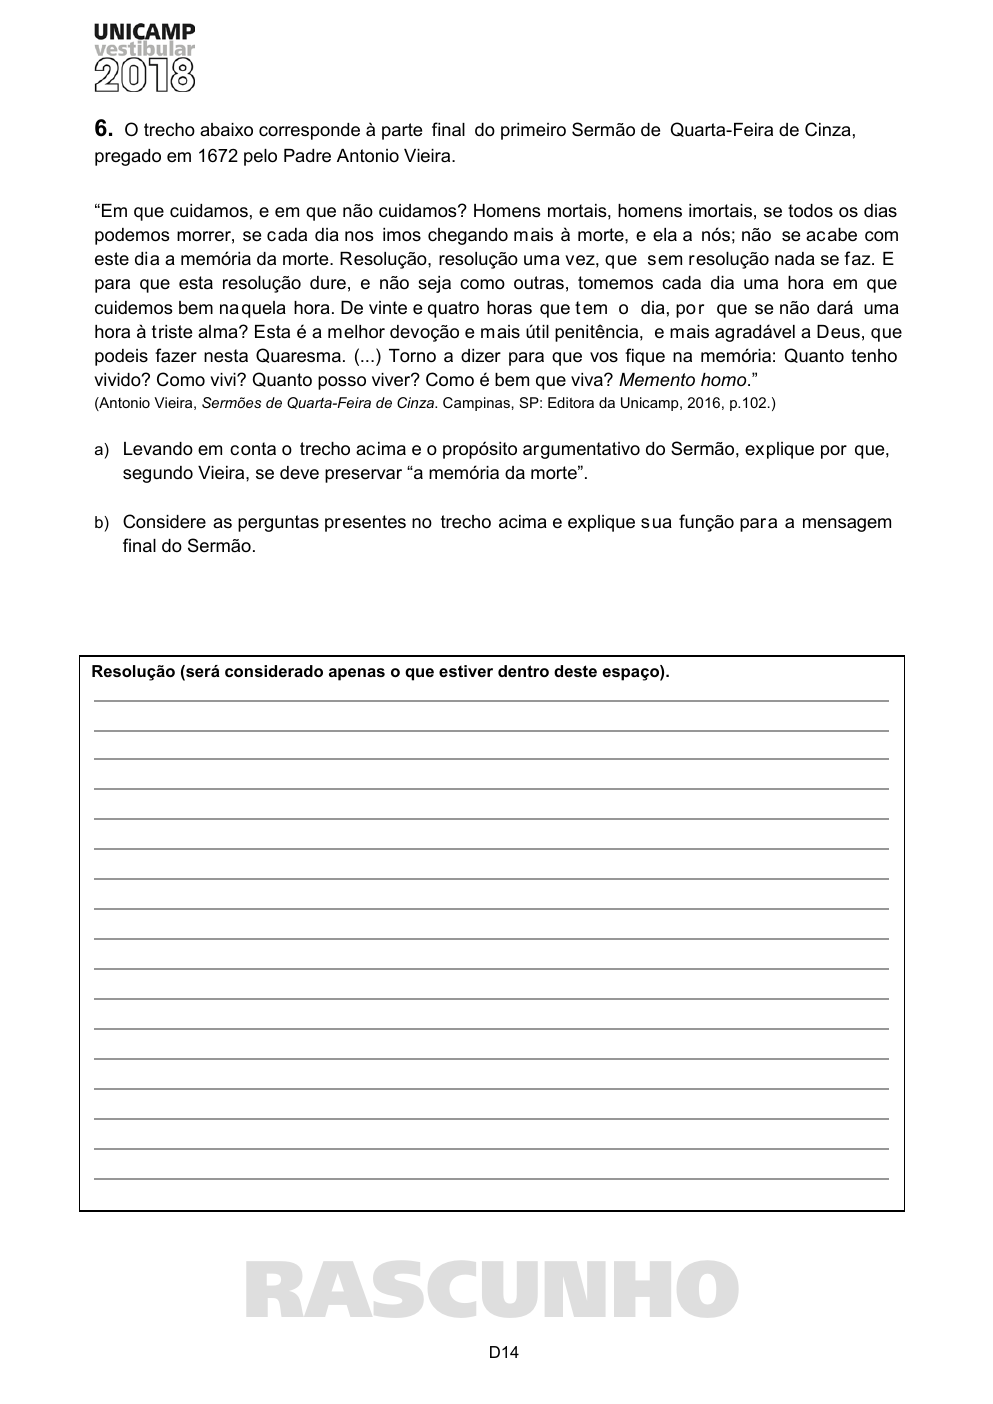 UNICAMP
vestibular
2018
6. O trecho abaixo corresponde à parte final do primeiro Sermão de Quarta-Feira de Cinza,
pregado em 1672 pelo Padre Antonio Vieira.
“Em que cuidamos, e em que não cuidamos? Homens mortais, homens imortais, se todos os dias
podemos morrer, se cada dia nos imos chegando mais à morte, e ela a nós; não se acabe com
este dia a memória da morte. Resolução, resolução uma vez, que sem resolução nada se faz. E
para que esta resolução dure, e não seja como outras, tomemos cada dia uma hora em que
cuidemos bem naquela hora. De vinte e quatro horas que tem o dia, por que se não dará uma
hora à triste alma? Esta é a melhor devoção e mais útil penitência, e mais agradável a Deus, que
podeis fazer nesta Quaresma. (...) Torno a dizer para que vos fique na memória: Quanto tenho
vivido? Como vivi? Quanto posso viver? Como é bem que viva? Memento homo.”
(Antonio Vieira, Sermões de Quarta-Feira de Cinza. Campinas, SP: Editora da Unicamp, 2016, p.102.)
a) Levando em conta o trecho acima e o propósito argumentativo do Sermão, explique por que,
segundo Vieira, se deve preservar “a memória da morte”.
b) Considere as perguntas presentes no trecho acima e explique sua função para a mensagem
final do Sermão.
Resolução (será considerado apenas o que estiver dentro deste espaço).
RASCUNHO
D14